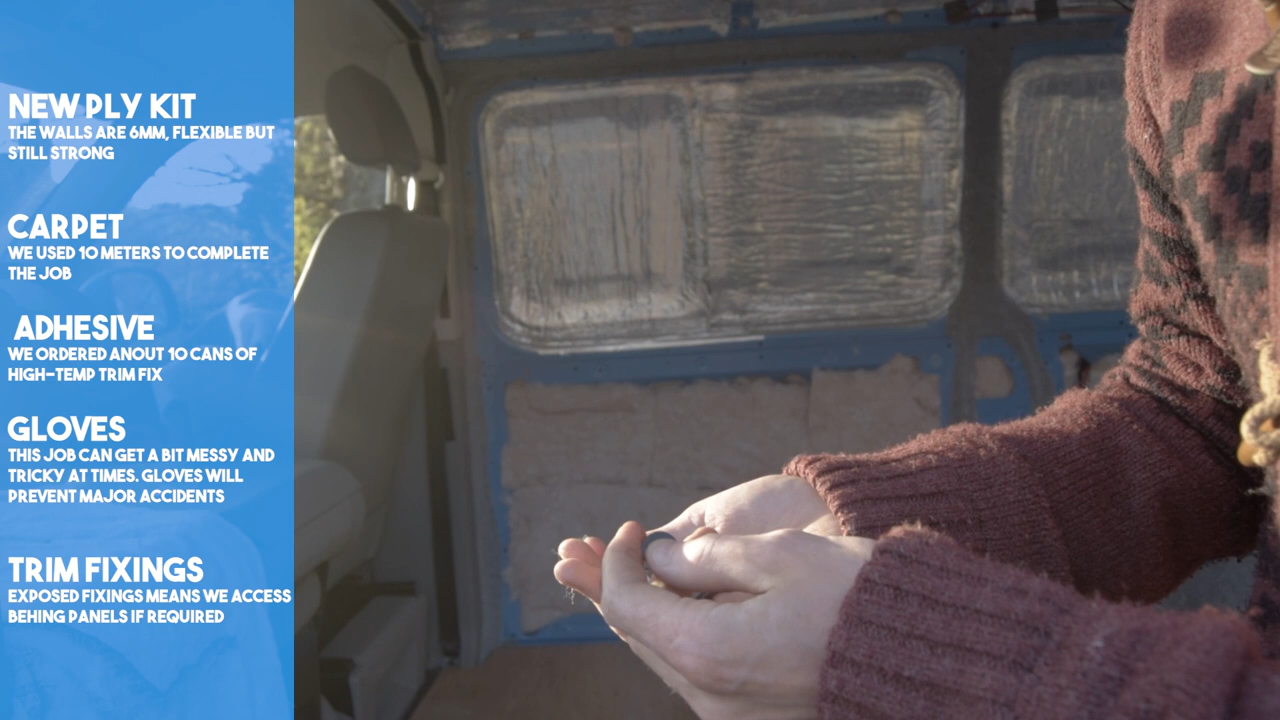 NEW PLY KIT
THE WALLS ARE 6MM, FLEXIBLE BUT
STILL STRONG
CARPET
WE USED 10 METERS TO COMPLETE
THE JOB
ADHESIVE
WE ORDERED ANOUT 10 CANS OF
HIGH-TEMP TRIM FIX
GLOVES
THIS JOB CAN GET A BIT MESSY AND
TRICKY AT TIMES. GLOVES WILL
PREVENT MAJOR ACCIDENTS
TRIM FIXINGS
EXPOSED FIXINGS MEANS WE ACCESS
BEHING PANELS IF REQUIRED